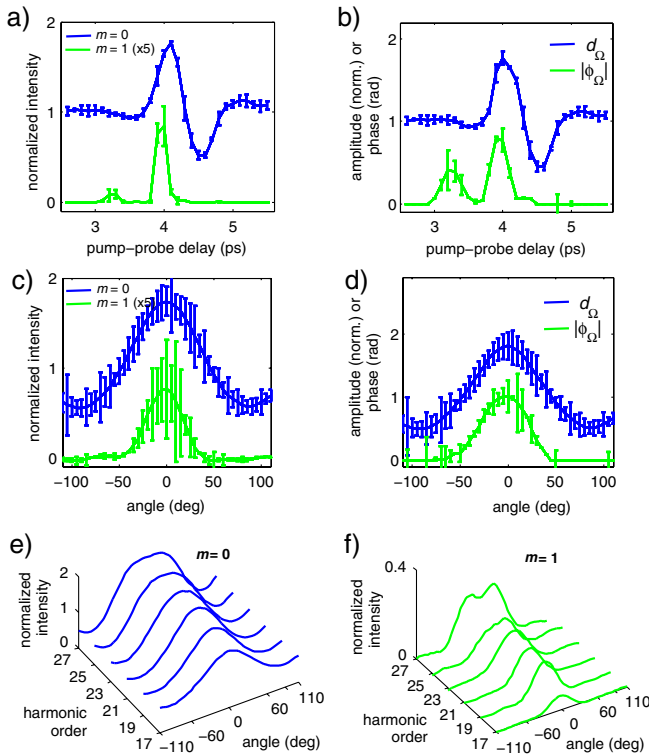 a)
normalized intensity
2
1
0
m = 0
m = 1 (x5)
3 4 5
pump-probe delay (ps)
b)
amplitude (norm.) or
phase (rad)
2
1
0
dΩ
|ϕΩ|
3 4 5
pump-probe delay (ps)
c)
normalized intensity
2
1
0
m = 0
m = 1 (x5)
−100 −50 0 50 100
angle (deg)
d)
amplitude (norm.) or
phase (rad)
2
1
0
dΩ
|ϕΩ|
−100 −50 0 50 100
angle (deg)
e)
m = 0
normalized
intensity
2
1
0
27
25
23
21
19
17
harmonic
order
−110
−60
0
60
110
angle (deg)
f)
m = 1
normalized
intensity
0.4
0
27
25
23
21
19
17
harmonic
order
−110
−60
0
60
110
angle (deg)